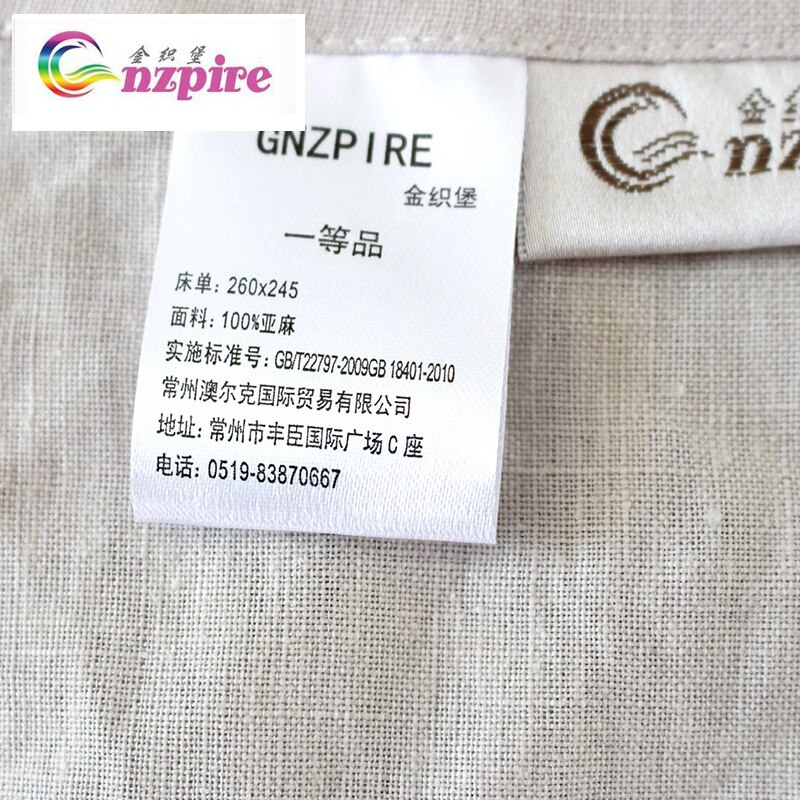 金织堡
nzpire
GNZPIRE
金织堡
一等品
床单: 260x245
面料: 100%亚麻
实施标准号: GB/T22797-2009GB 18401-2010
常州澳尔克国际贸易有限公司
地址: 常州市丰臣国际广场 C 座
电话: 0519-83870667
金织
nz